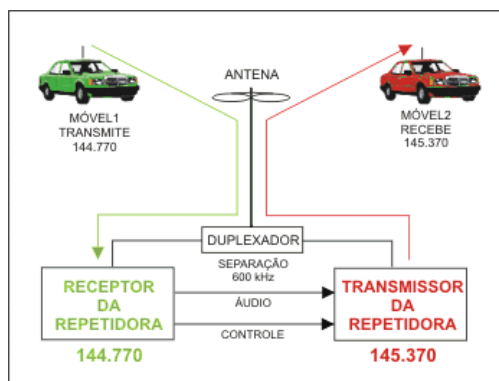 ANTENA
MÓVEL1
TRANSMITE
144.770
MÓVEL2
RECEBE
145.370
DUPLEXADOR
SEPARAÇÃO
600 kHz
RECEPTOR
DA
REPETIDORA
ÁUDIO
CONTROLE
TRANSMISSOR
DA
REPETIDORA
144.770
145.370